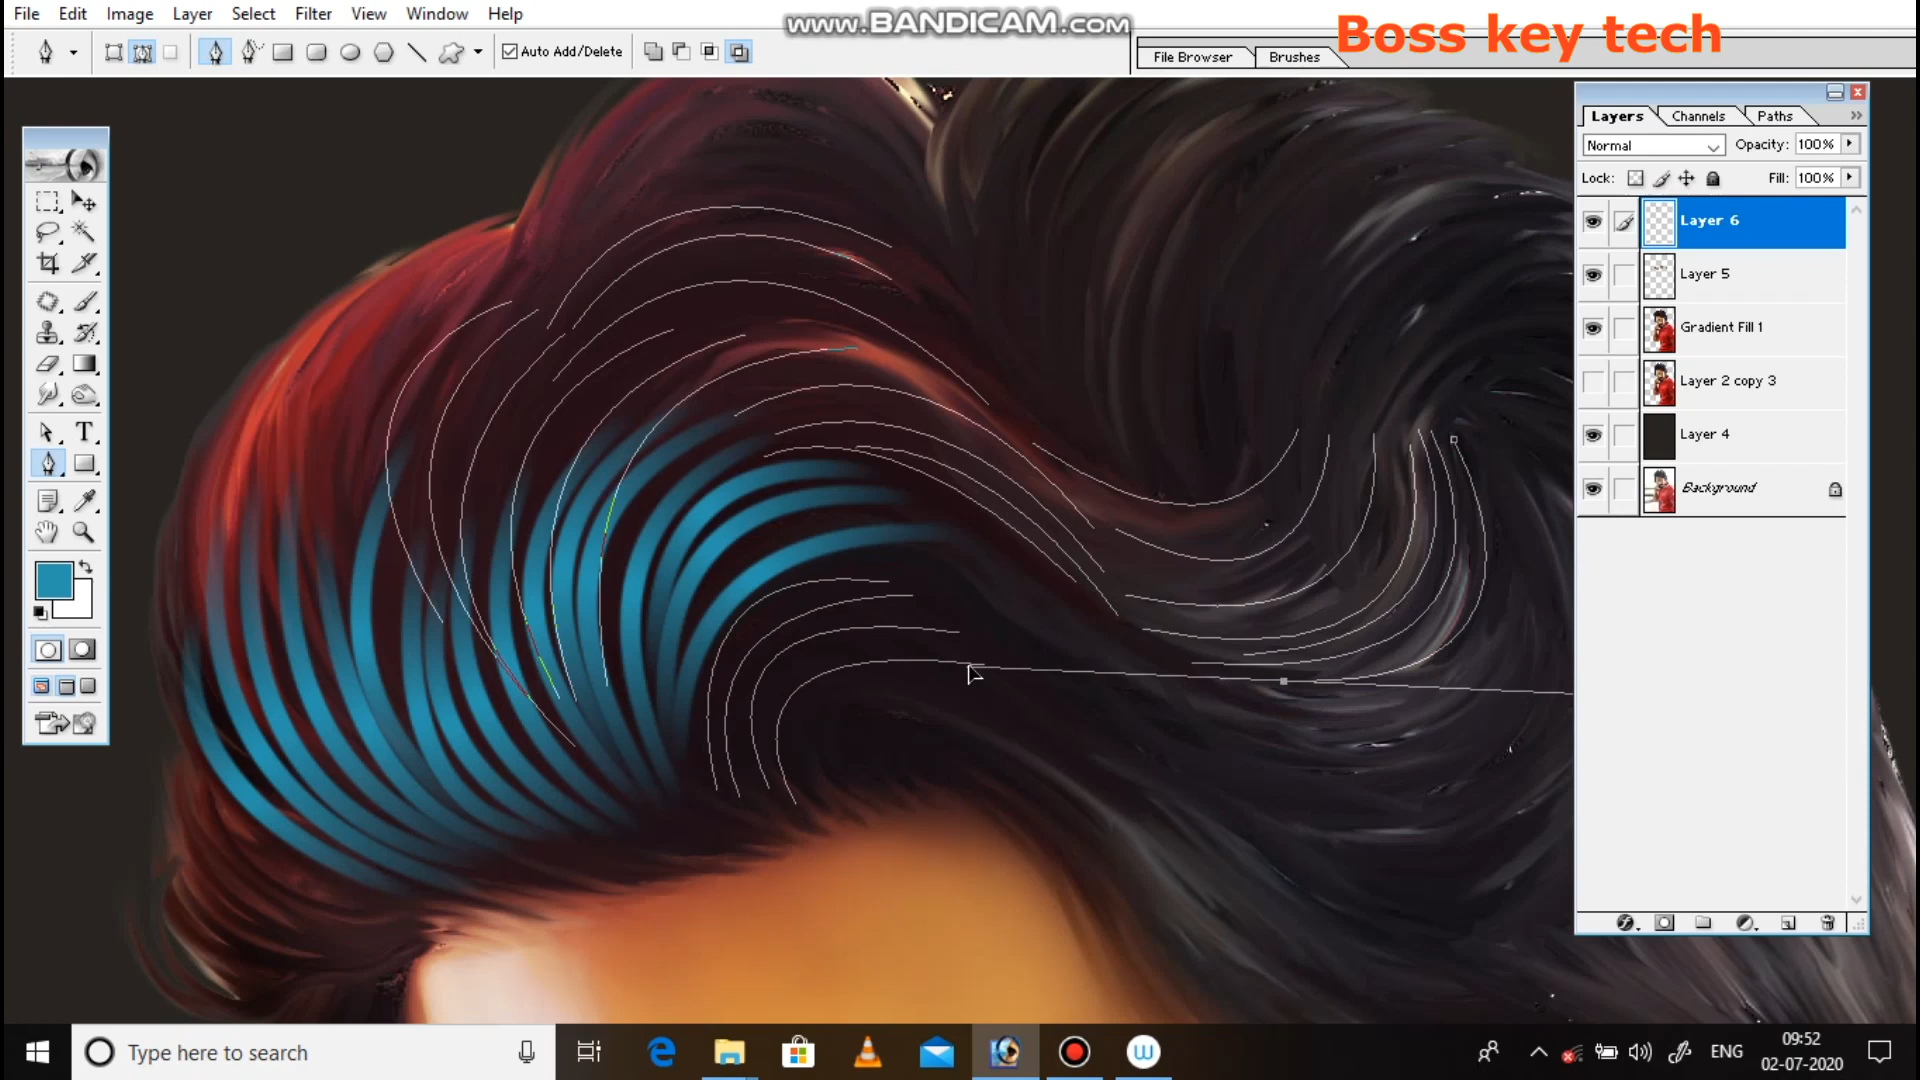 File Edit Image Layer Select Filter View Window Help
WWW.BANDICAM.COM
Boss key tech
Auto Add/Delete
File Browser Brushes
Layers Channels Paths
Normal Opacity: 100%
Lock: Fill: 100%
Layer 6
Layer 5
Gradient Fill 1
Layer 2 copy 3
Layer 4
Background
Type here to search
ENG
09:52
02-07-2020